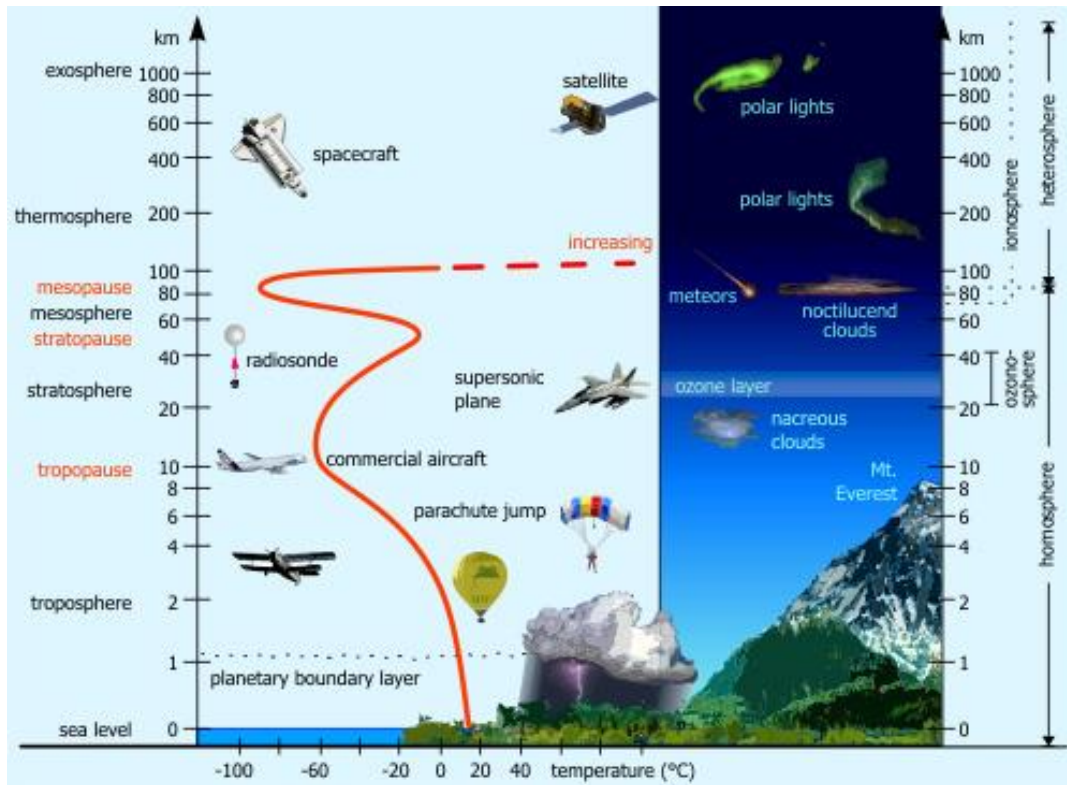 km
exosphere
1000
800
600
400
thermosphere
200
100
mesopause
80
mesosphere
60
stratopause
40
stratosphere
20
tropopause
10
8
6
4
troposphere
2
1
sea level
0
spacecraft
satellite
increasing
radiosonde
supersonic
plane
commercial aircraft
parachute jump
planetary boundary layer
-100
-60
-20
0
20
40
temperature (°C)
polar lights
polar lights
meteors
noctilucend
clouds
ozone layer
nacreous
clouds
Mt.
Everest
km
1000
800
600
400
200
100
80
60
40
20
10
8
6
4
2
1
0
ionosphere
ozono-
sphere
heterosphere
homosphere